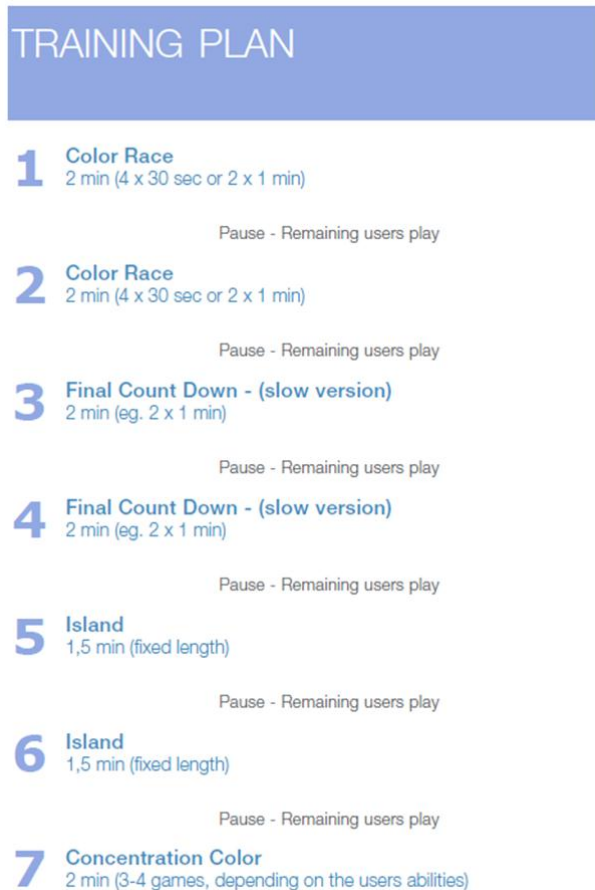 TRAINING PLAN
1 Color Race
2 min (4 x 30 sec or 2 x 1 min)
Pause - Remaining users play
2 Color Race
2 min (4 x 30 sec or 2 x 1 min)
Pause - Remaining users play
3 Final Count Down - (slow version)
2 min (eg. 2 x 1 min)
Pause - Remaining users play
4 Final Count Down - (slow version)
2 min (eg. 2 x 1 min)
Pause - Remaining users play
5 Island
1,5 min (fixed length)
Pause - Remaining users play
6 Island
1,5 min (fixed length)
Pause - Remaining users play
7 Concentration Color
2 min (3-4 games, depending on the users abilities)